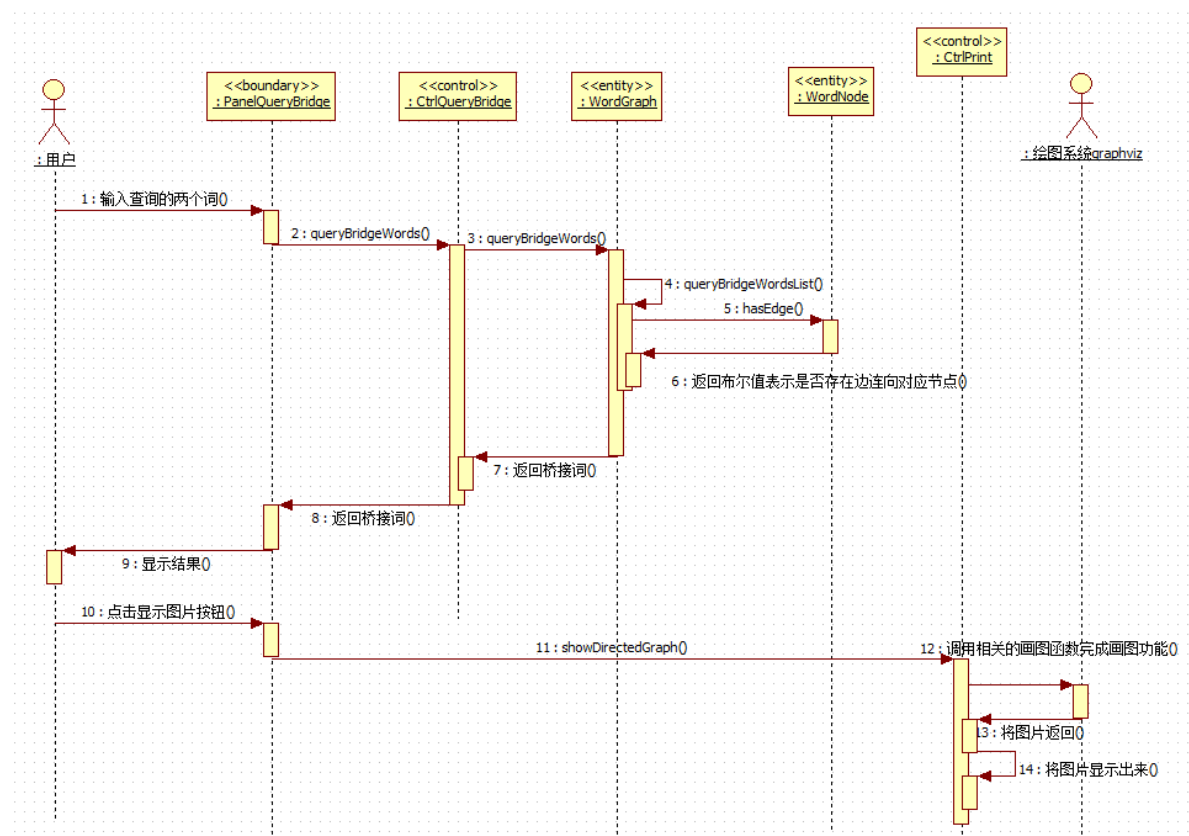 <<control>>
: CtrlPrint
<<boundary>>
: PanelQueryBridge
<<control>>
: CtrlQueryBridge
<<entity>>
: WordGraph
<<entity>>
: WordNode
: 用户
: 绘图系统graphviz
1 : 输入查询的两个词()
2 : queryBridgeWords()
3 : queryBridgeWords()
4 : queryBridgeWordsList()
5 : hasEdge()
6 : 返回布尔值表示是否存在边连向对应节点()
7 : 返回桥接词()
8 : 返回桥接词()
9 : 显示结果()
10 : 点击显示图片按钮()
11 : showDirectedGraph()
12 : 调用相关的画图函数完成画图功能()
13 : 将图片返回()
14 : 将图片显示出来()